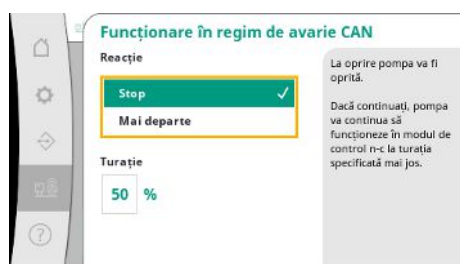 Funcționare în regim de avarie CAN
Reacție
Stop
Mai departe
Turație
50 %
La oprire pompa va fi
oprită.
Dacă continuați, pompa
va continua să
funcționeze în modul de
control n-c la turația
specificată mai jos.